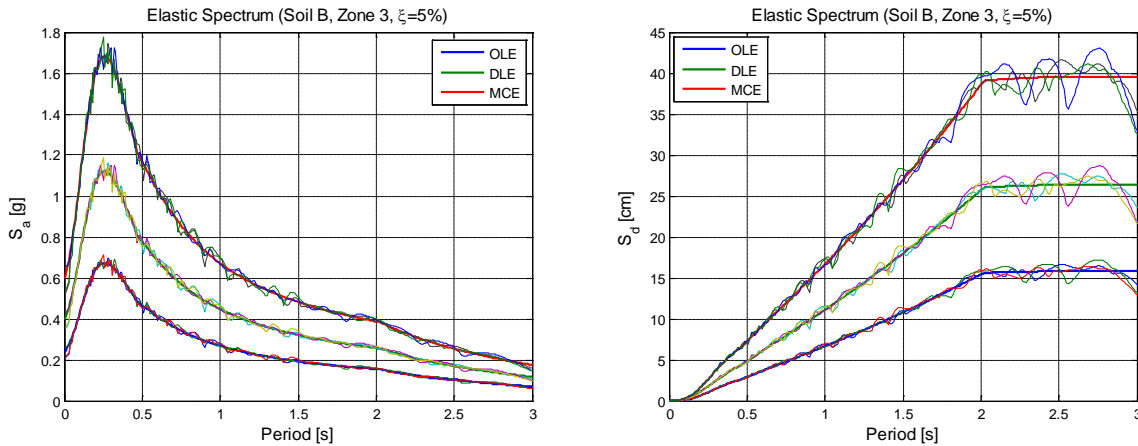 Elastic Spectrum (Soil B, Zone 3, ξ=5%)
1.8
1.6
1.4
1.2
1
0.8
0.6
0.4
0.2
0
S_a [g]
OLE
DLE
MCE
0 0.5 1 1.5 2 2.5 3
Period [s]
Elastic Spectrum (Soil B, Zone 3, ξ=5%)
45
40
35
30
25
20
15
10
5
0
S_d [cm]
OLE
DLE
MCE
0 0.5 1 1.5 2 2.5 3
Period [s]